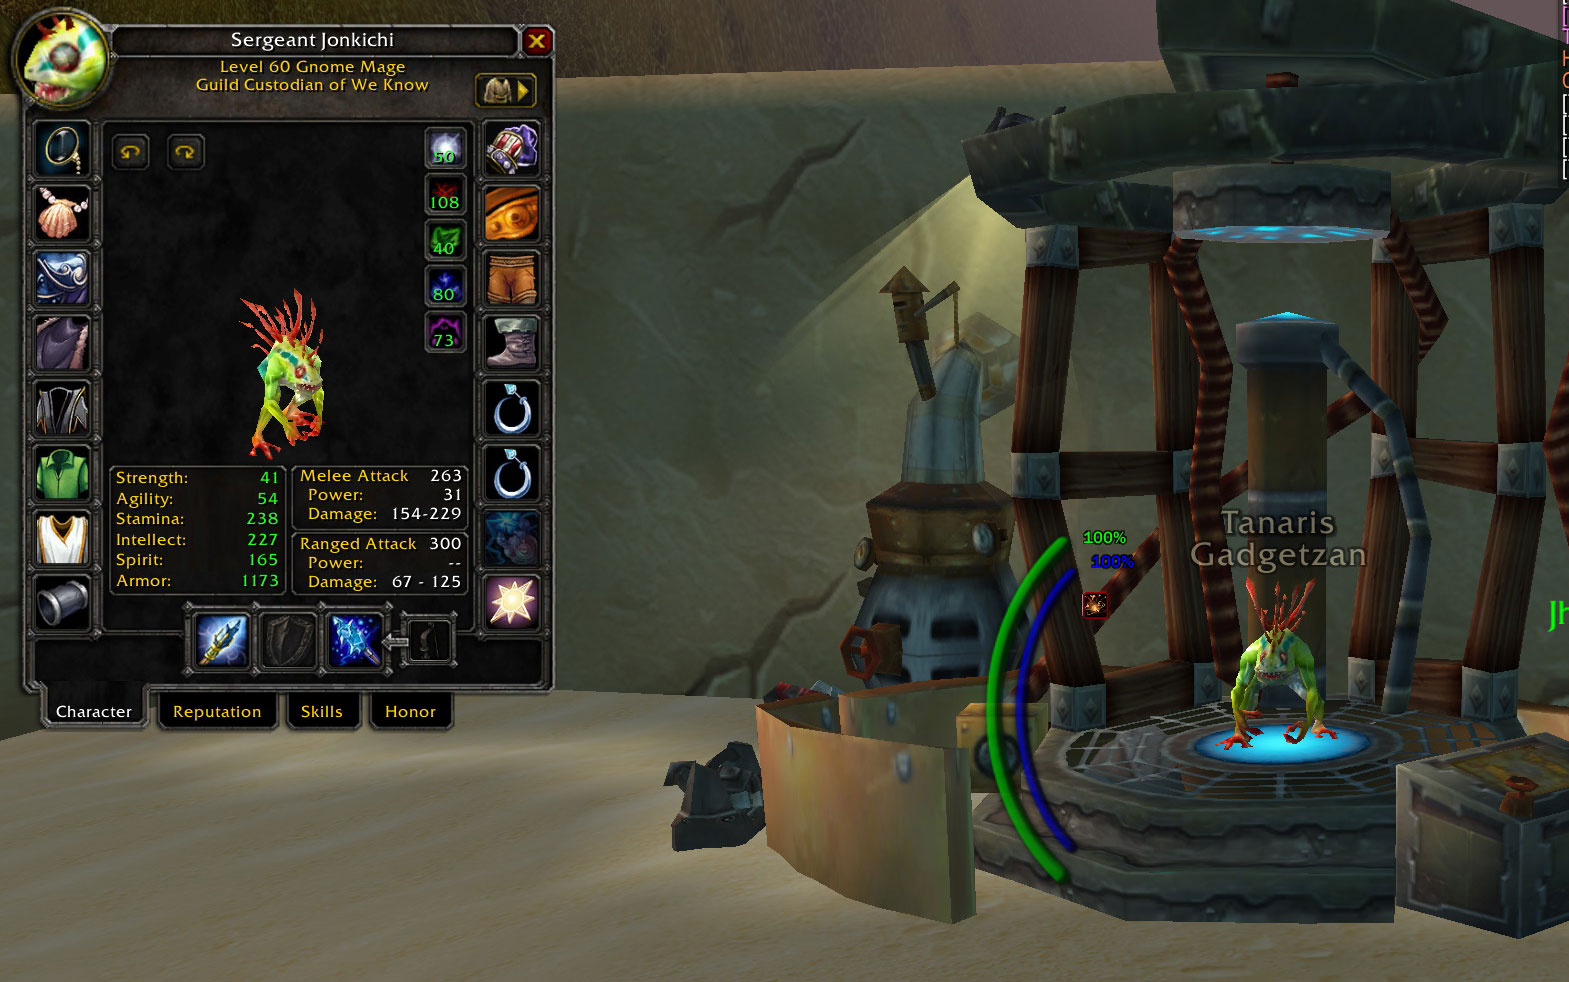 Sergeant Jonkichi
Level 60 Gnome Mage
Guild Custodian of We Know
50
108
40
80
73
Strength: 41
Agility: 54
Stamina: 238
Intellect: 227
Spirit: 165
Armor: 1173
Melee Attack 263
Power: 31
Damage: 154-229
Ranged Attack 300
Power: --
Damage: 67 - 125
Character
Reputation
Skills
Honor
100%
100%
Tanaris
Gadgetzan